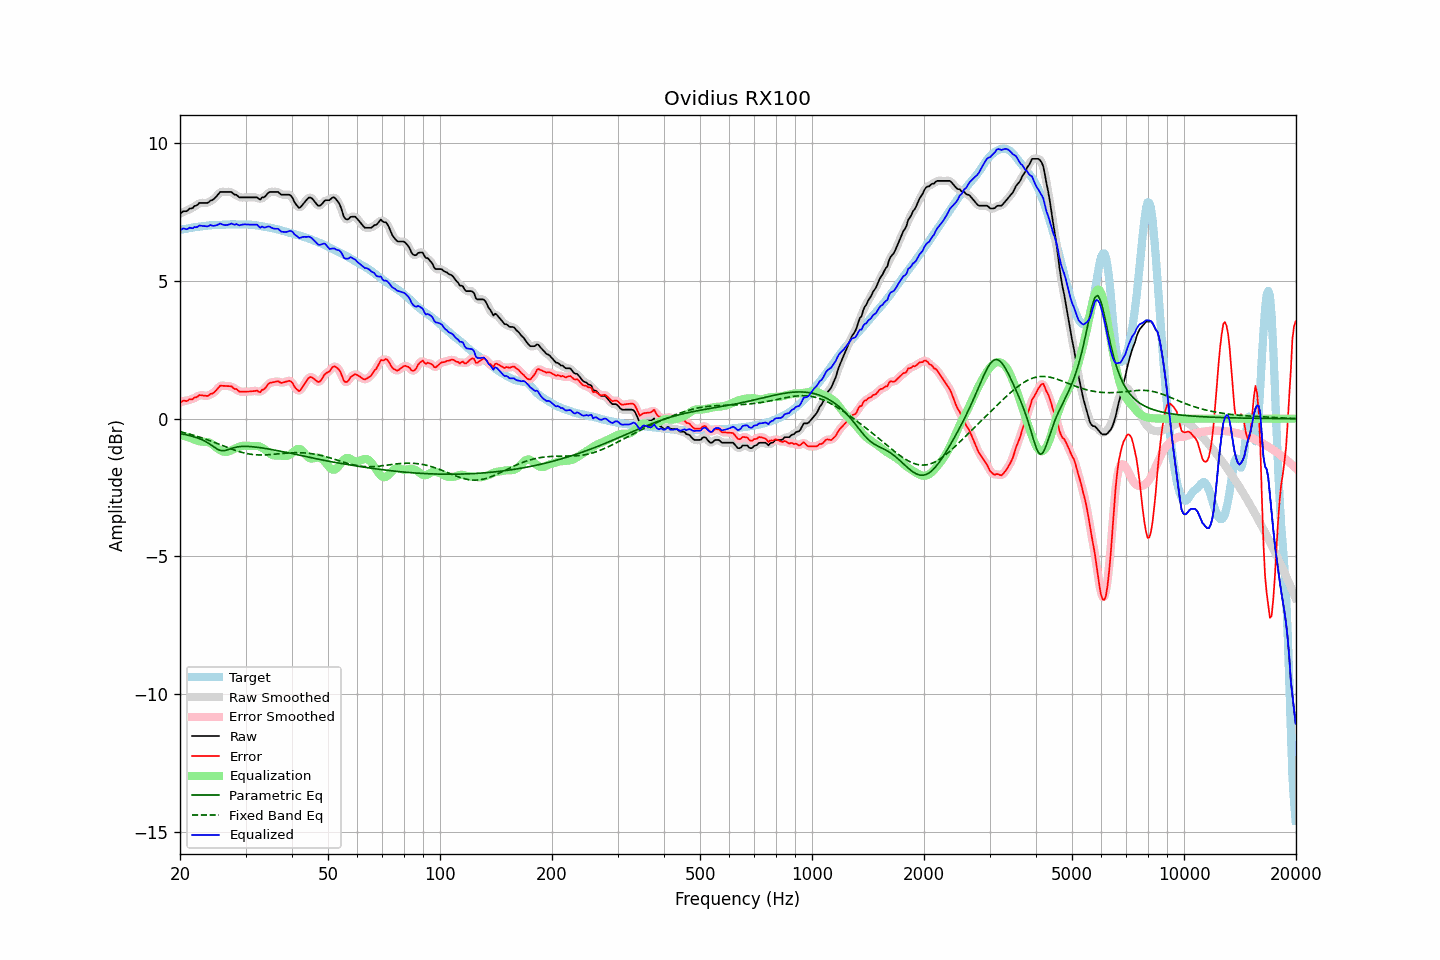 Ovidius RX100
Amplitude (dBr)
10
5
0
−5
−10
−15
Target
Raw Smoothed
Error Smoothed
Raw
Error
Equalization
Parametric Eq
Fixed Band Eq
Equalized
20 50 100 200 500 1000 2000 5000 10000 20000
Frequency (Hz)